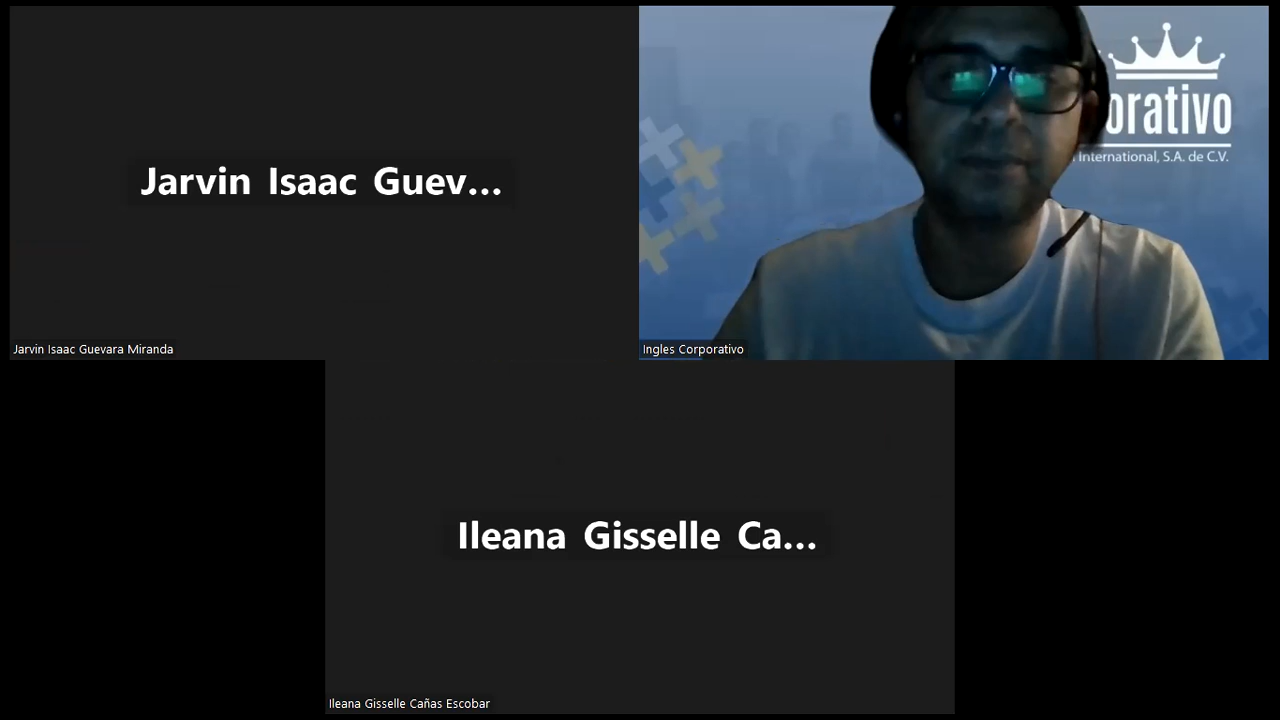 Jarvin Isaac Guev...
Jarvin Isaac Guevara Miranda
orativo
International, S.A. de C.V.
Ingles Corporativo
Ileana Gisselle Ca...
Ileana Gisselle Cañas Escobar